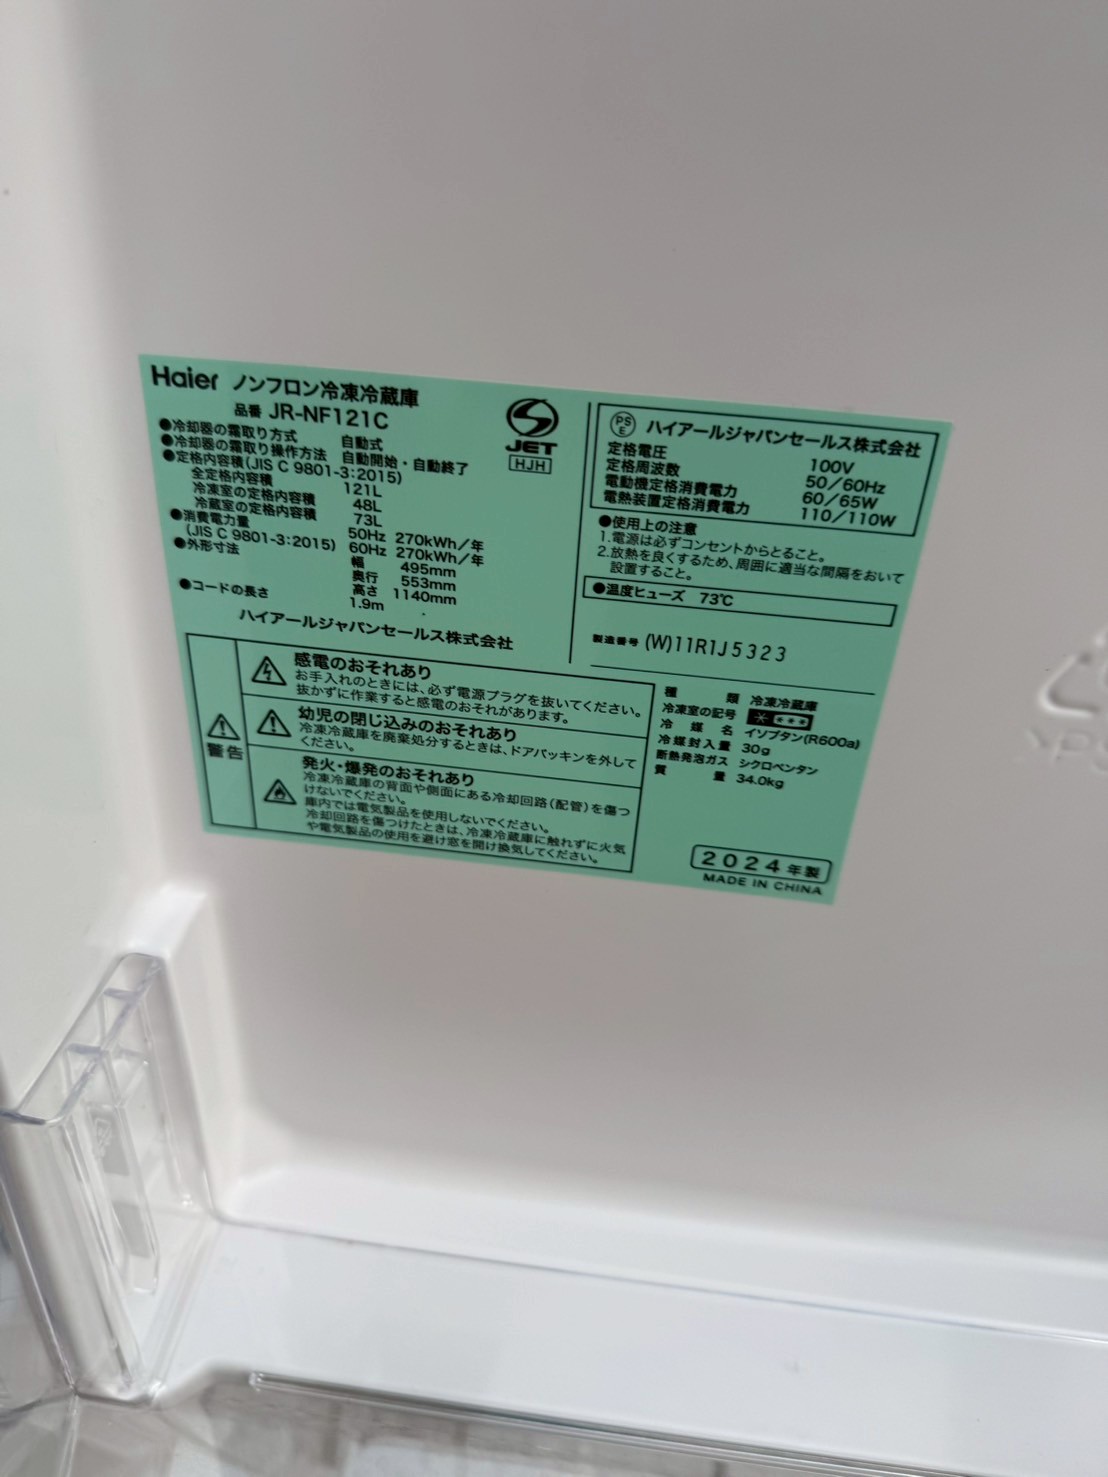 Haier ノンフロン冷凍冷蔵庫
品番 JR-NF121C
●冷却器の霜取り方式 自動式
●冷却器の霜取り操作方法 自動開始・自動終了
●定格内容積(JIS C 9801-3:2015)
全定格内容積 121L
冷凍室の定格内容積 48L
冷蔵室の定格内容積 73L
●消費電力量 50Hz 270kWh/年
(JIS C 9801-3:2015) 60Hz 270kWh/年
●外形寸法 幅 495mm
奥行 553mm
高さ 1140mm
●コードの長さ 1.9m
ハイアールジャパンセールス株式会社
JET
HJH
PS
E
ハイアールジャパンセールス株式会社
定格電圧 100V
定格周波数 50/60Hz
電動機定格消費電力 60/65W
電熱装置定格消費電力 110/110W
●使用上の注意
1.電源は必ずコンセントからとること。
2.放熱を良くするため、周囲に適当な間隔をおいて
設置すること。
●温度ヒューズ 73℃
製造番号 (W)11R1J5323
警告
感電のおそれあり
お手入れのときには、必ず電源プラグを抜いてください。
抜かずに作業すると感電のおそれがあります。
幼児の閉じ込みのおそれあり
冷凍冷蔵庫を廃棄処分するときは、ドアパッキンを外して
ください。
発火・爆発のおそれあり
冷凍冷蔵庫の背面や側面にある冷却回路(配管)を傷つ
けないでください。
庫内では電気製品を使用しないでください。
冷却回路を傷つけたときは、冷凍冷蔵庫に触れずに火気
や電気製品の使用を避け窓を開け換気してください。
種類 冷凍冷蔵庫
冷凍室の記号
冷媒名 イソブタン(R600a)
冷媒封入量 30g
断熱発泡ガス シクロペンタン
質量 34.0kg
2024年製
MADE IN CHINA